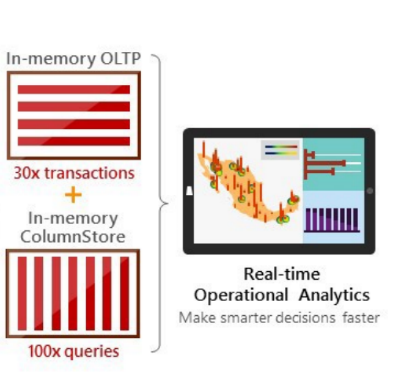 In-memory OLTP
30x transactions
+
In-memory
ColumnStore
100x queries
Real-time
Operational Analytics
Make smarter decisions faster